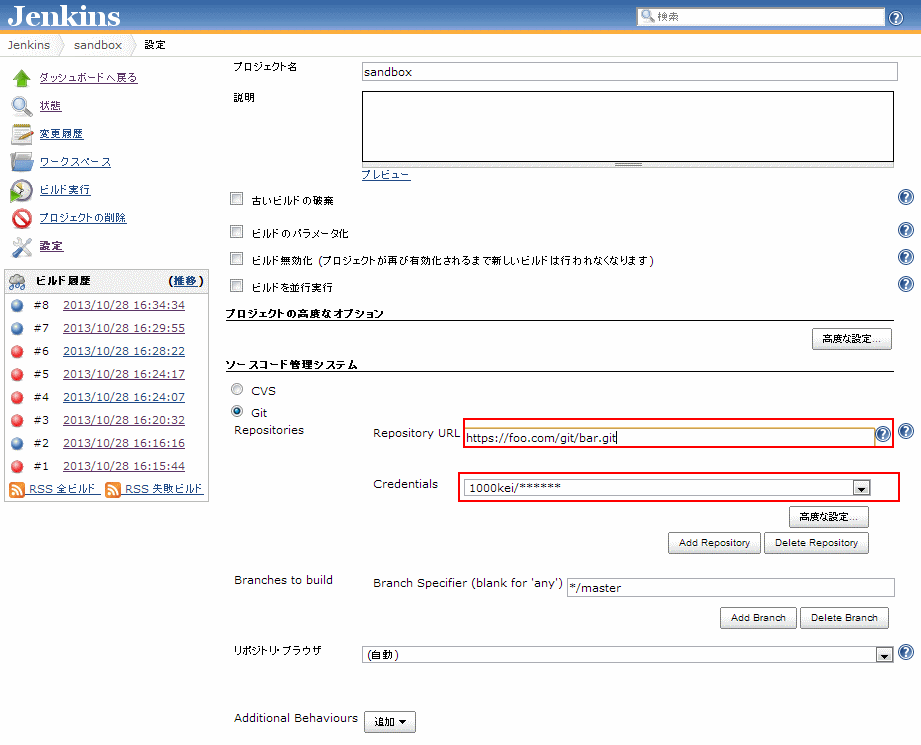 Jenkins
検索
Jenkins sandbox 設定
ダッシュボードへ戻る
状態
変更履歴
ワークスペース
ビルド実行
プロジェクトの削除
設定
ビルド履歴 (推移)
#8 2013/10/28 16:34:34
#7 2013/10/28 16:29:55
#6 2013/10/28 16:28:22
#5 2013/10/28 16:24:17
#4 2013/10/28 16:24:07
#3 2013/10/28 16:20:32
#2 2013/10/28 16:16:16
#1 2013/10/28 16:15:44
RSS 全ビルド RSS 失敗ビルド
プロジェクト名 sandbox
説明
プレビュー
古いビルドの破棄
ビルドのパラメータ化
ビルド無効化 (プロジェクトが再び有効化されるまで新しいビルドは行われなくなります)
ビルドを並行実行
プロジェクトの高度なオプション
高度な設定...
ソースコード管理システム
CVS
Git
Repositories
Repository URL https://foo.com/git/bar.git
Credentials 1000kei/******
高度な設定...
Add Repository Delete Repository
Branches to build Branch Specifier (blank for 'any') */master
Add Branch Delete Branch
リポジトリ・ブラウザ (自動)
Additional Behaviours 追加